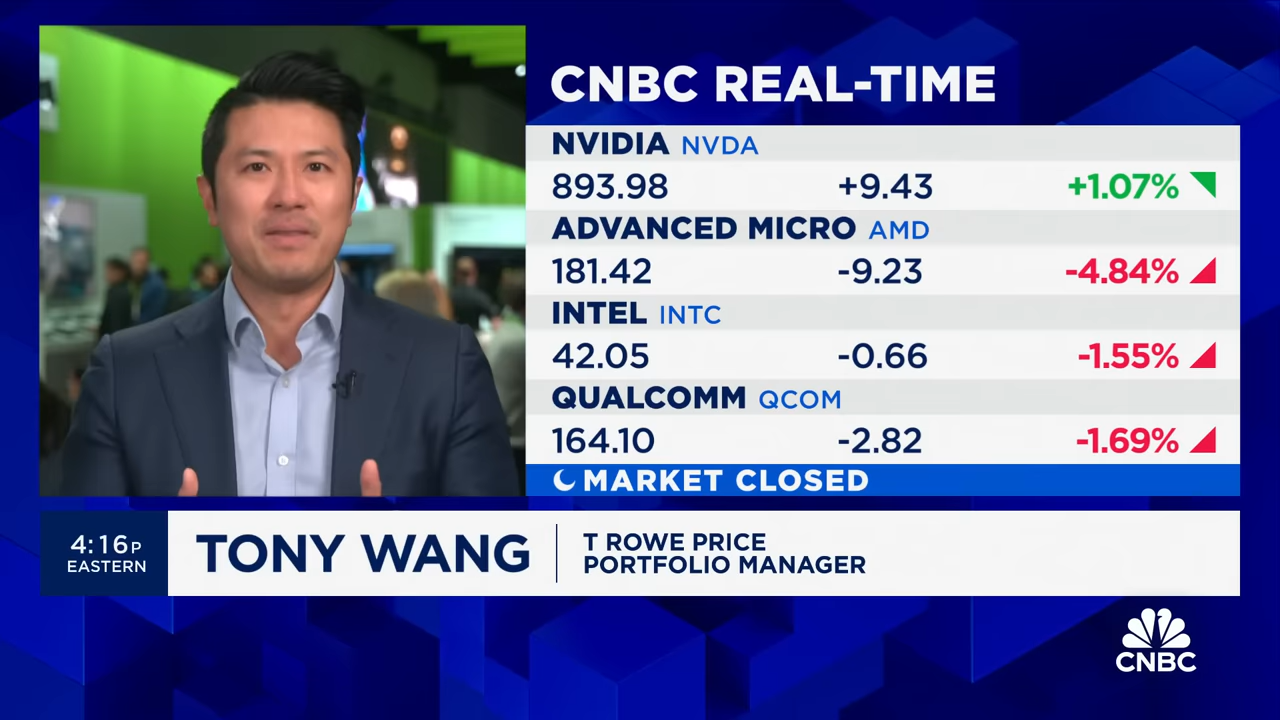 CNBC REAL-TIME
NVIDIA NVDA
893.98 +9.43 +1.07%
ADVANCED MICRO AMD
181.42 -9.23 -4.84%
INTEL INTC
42.05 -0.66 -1.55%
QUALCOMM QCOM
164.10 -2.82 -1.69%
MARKET CLOSED
4:16P
EASTERN
TONY WANG
T ROWE PRICE
PORTFOLIO MANAGER
CNBC